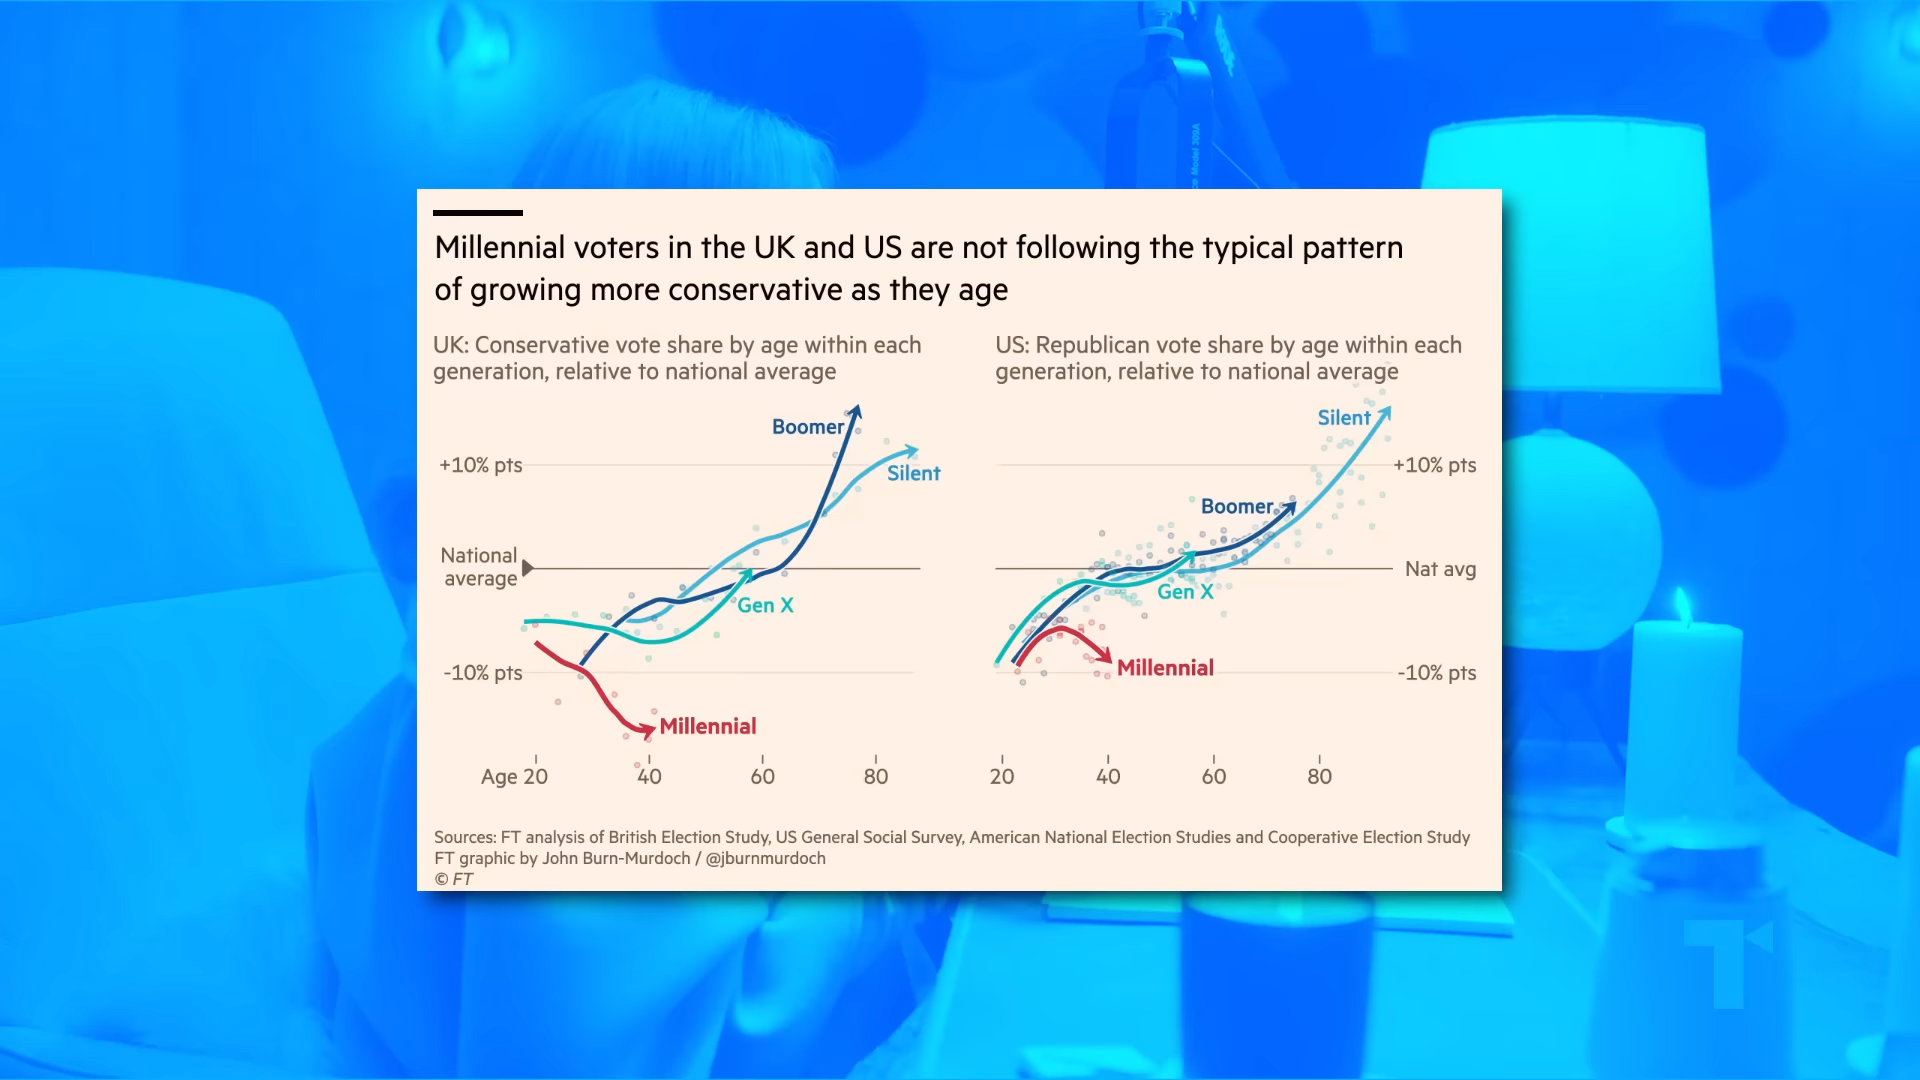 Model 300A
Millennial voters in the UK and US are not following the typical pattern
of growing more conservative as they age
UK: Conservative vote share by age within each
generation, relative to national average
+10% pts
National
average
-10% pts
Boomer
Silent
Gen X
Millennial
Age 20 40 60 80
US: Republican vote share by age within each
generation, relative to national average
Silent
+10% pts
Boomer
Nat avg
Gen X
Millennial
-10% pts
20 40 60 80
Sources: FT analysis of British Election Study, US General Social Survey, American National Election Studies and Cooperative Election Study
FT graphic by John Burn-Murdoch / @jburnmurdoch
© FT